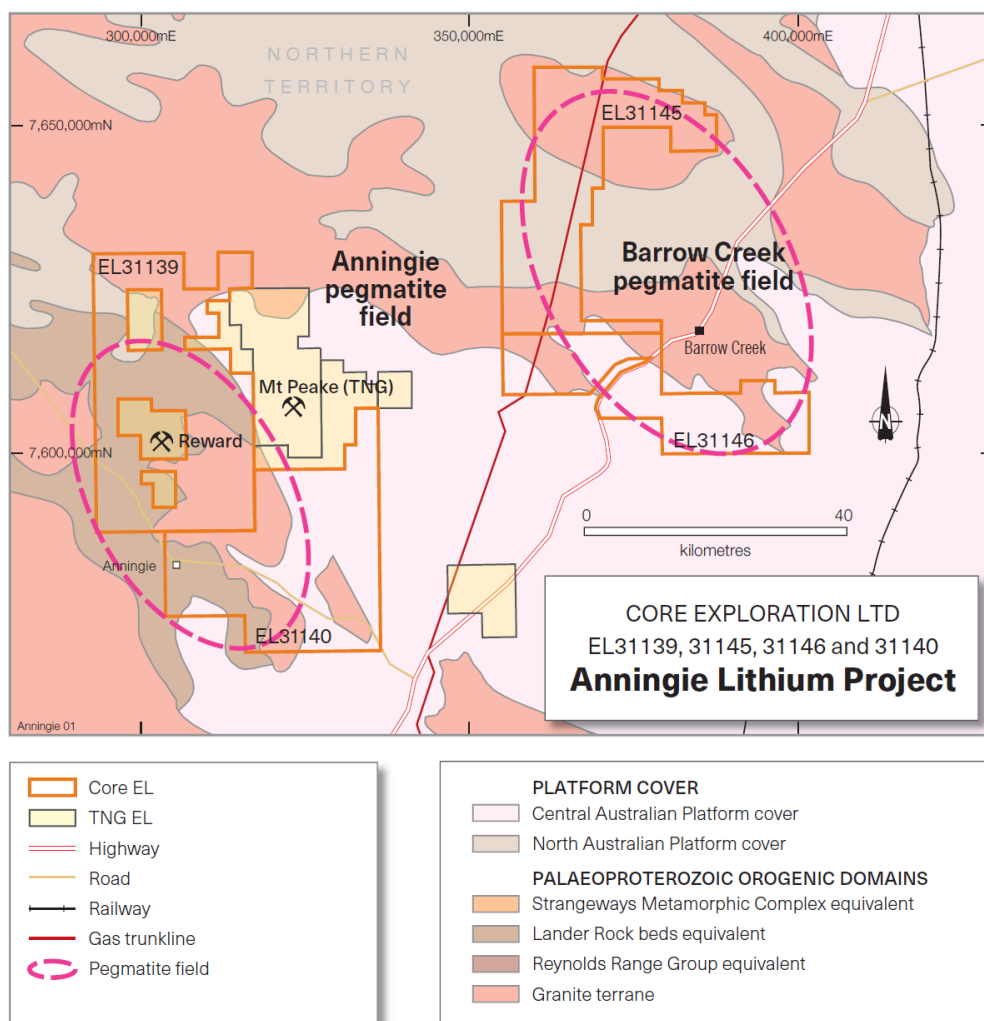 300,000mE
350,000mE
400,000mE
NORTHERN
TERRITORY
7,650,000mN
EL31145
Anningie
pegmatite
field
Barrow Creek
pegmatite field
EL31139
Barrow Creek
Mt Peake (TNG)
Reward
7,600,000mN
EL31146
N
0
40
kilometres
Anningie
EL31140
CORE EXPLORATION LTD
EL31139, 31145, 31146 and 31140
Anningie Lithium Project
Anningie 01
Core EL
TNG EL
Highway
Road
Railway
Gas trunkline
Pegmatite field
PLATFORM COVER
Central Australian Platform cover
North Australian Platform cover
PALAEOPROTEROZOIC OROGENIC DOMAINS
Strangeways Metamorphic Complex equivalent
Lander Rock beds equivalent
Reynolds Range Group equivalent
Granite terrane